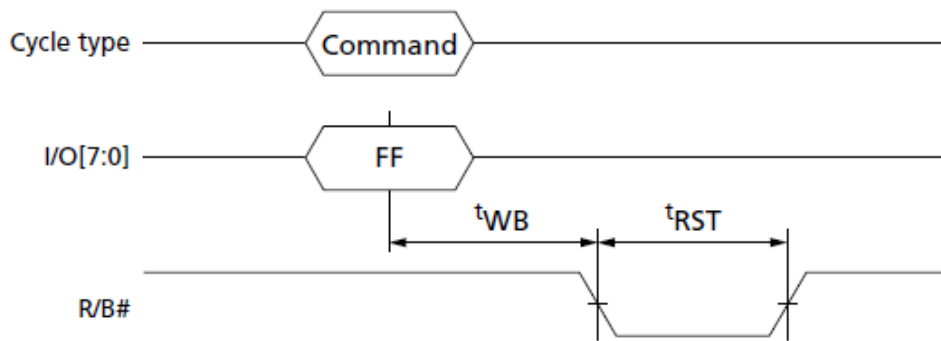 Cycle type
Command
I/O[7:0]
FF
tWB
tRST
R/B#